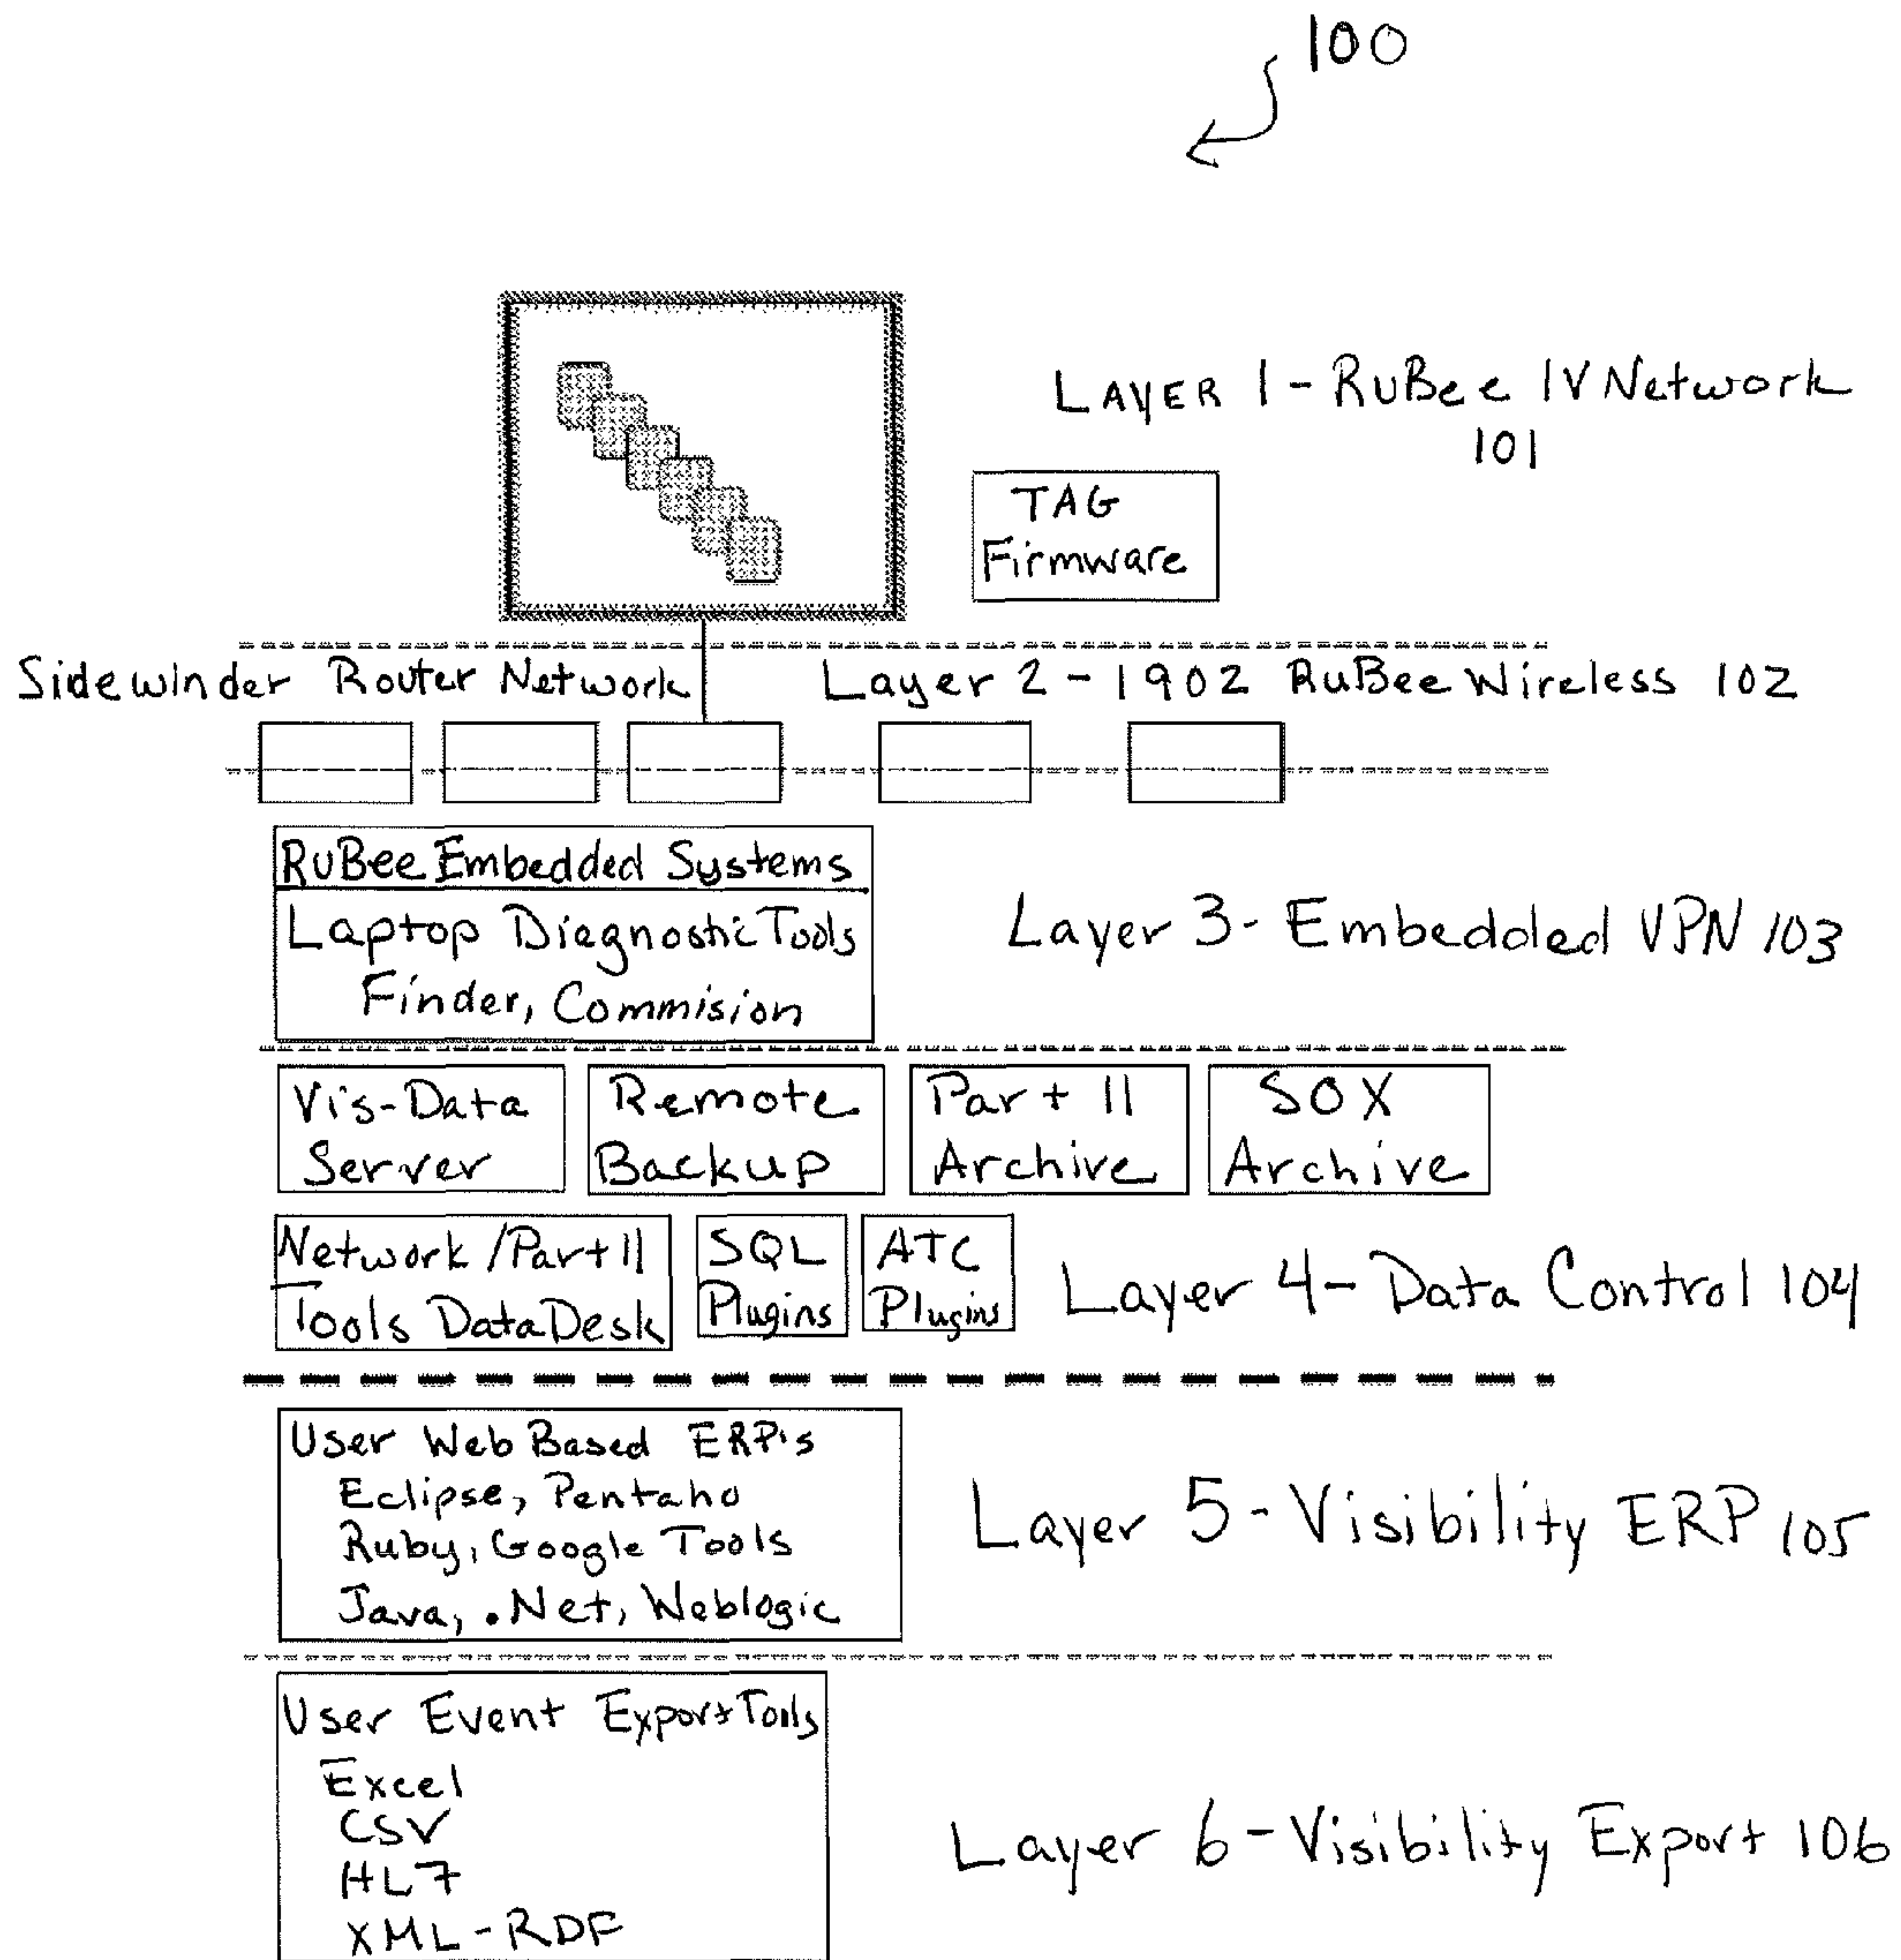 100
LAYER 1 - RuBee IV Network
101
TAG
Firmware
Sidewinder Router Network
Layer 2 - 1902 RuBee Wireless 102
RuBee Embedded Systems
Laptop Diagnostic Tools
Finder, Commision
Layer 3 - Embedded VPN 103
Vis-Data
Server
Remote
Backup
Part 11
Archive
SOX
Archive
Network /Part 11
Tools DataDesk
SQL
Plugins
ATC
Plugins
Layer 4 - Data Control 104
User Web Based ERP's
Eclipse, Pentaho
Ruby, Google Tools
Java, .Net, Weblogic
Layer 5 - Visibility ERP 105
User Event Export Tools
Excel
CSV
HL7
XML-RDF
Layer 6 - Visibility Export 106